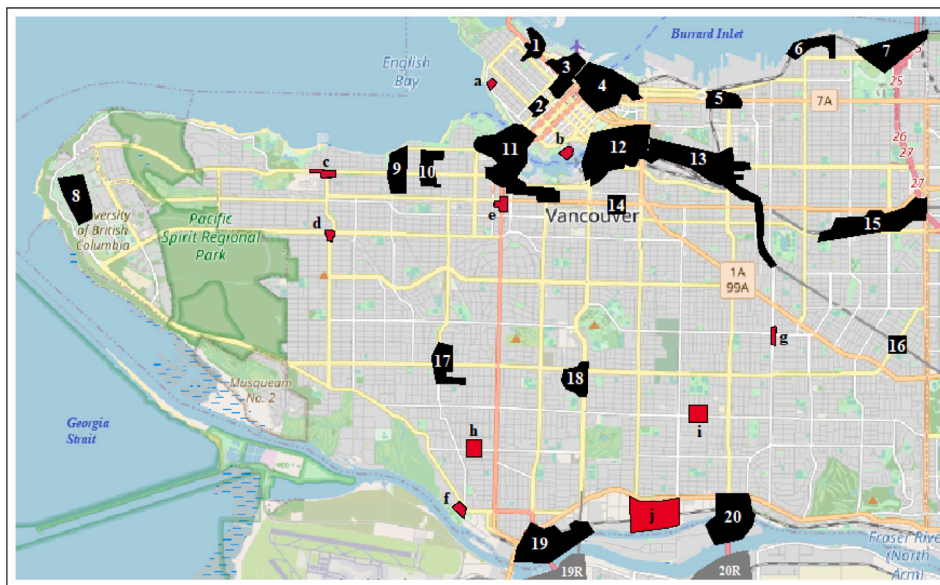 Burrard Inlet
1
6
7
English
Bay
3
25
a
4
2
5
7A
26
b
11
12
27
c
9
10
13
27
8
e
14
Vancouver
University
of British
Columbia
d
Pacific
Spirit Regional
Park
15
1A
99A
g
16
17
18
Musqueam
No. 2
Georgia
Strait
h
i
f
j
20
19
Fraser River
(North
Arm)
19R
20R